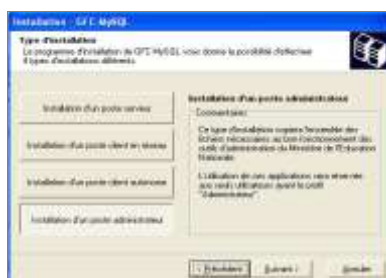 Installation - GFC MySQL
Type d'installation
Le programme d'installation de GFC MySQL vous donne la possibilité d'effectuer
4 types d'installations différents.
Installation d'un poste serveur
Installation d'un poste client en réseau
Installation d'un poste client autonome
Installation d'un poste administrateur
Installation d'un poste administrateur
Commentaires
Ce type d'installation copiera l'ensemble des
fichiers nécessaires au bon fonctionnement des
outils d'administration du Ministère de l'Education
Nationale.
L'utilisation de ces applications sera réservée
aux seuls utilisateurs ayant le profil
"Administrateur".
< Précédent
Suivant >
Annuler